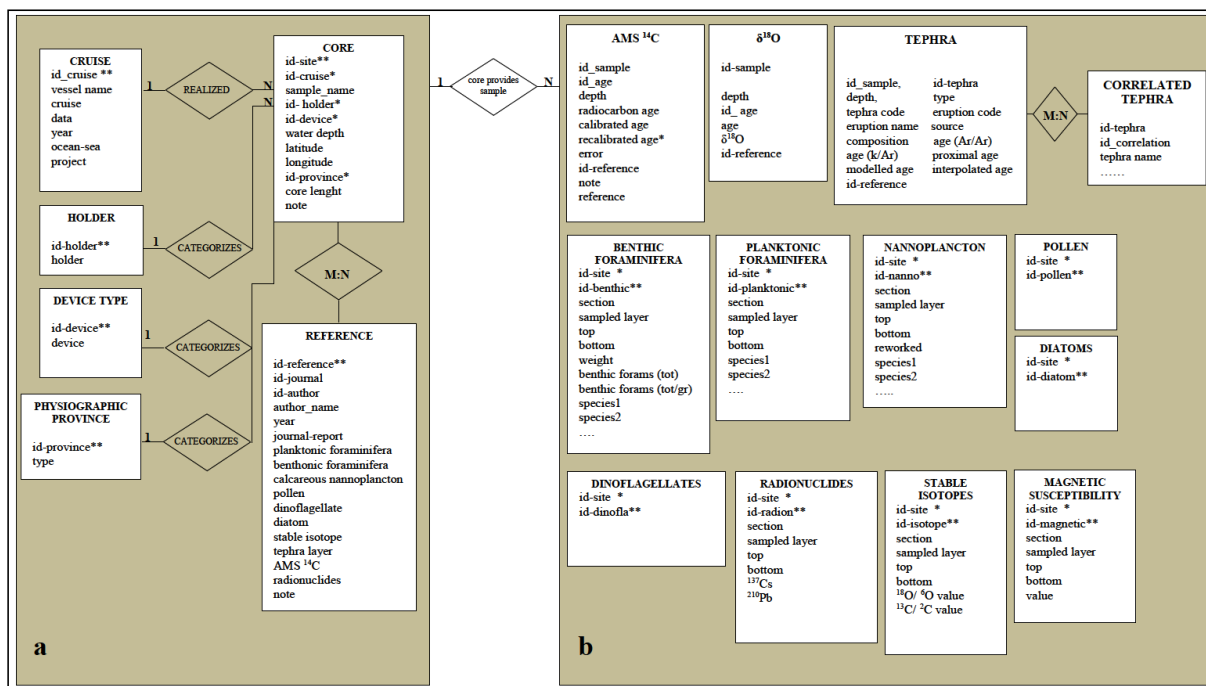 CRUISE
id_cruise **
vessel name
cruise
data
year
ocean-sea
project
1
REALIZED
N
N
HOLDER
id-holder**
holder
1
CATEGORIZES
DEVICE TYPE
id-device**
device
1
CATEGORIZES
PHYSIOGRAPHIC
PROVINCE
id-province**
type
1
CATEGORIZES
CORE
id-site**
id-cruise*
sample_name
id- holder*
id-device*
water depth
latitude
longitude
id-province*
core lenght
note
M:N
REFERENCE
id-reference**
id-journal
id-author
author_name
year
journal-report
planktonic foraminifera
benthonic foraminifera
calcareous nannoplancton
pollen
dinoflagellate
diatom
stable isotope
tephra layer
AMS ¹⁴C
radionuclides
note
a
1
core provides
sample
N
AMS ¹⁴C
id_sample
id_age
depth
radiocarbon age
calibrated age
recalibrated age*
error
id-reference
note
reference
δ¹⁸O
id-sample
depth
id_ age
age
δ¹⁸O
id-reference
TEPHRA
id_sample,
depth,
tephra code
eruption name
composition
age (k/Ar)
modelled age
id-reference
id-tephra
type
eruption code
source
age (Ar/Ar)
proximal age
interpolated age
M:N
CORRELATED
TEPHRA
id-tephra
id_correlation
tephra name
……
BENTHIC
FORAMINIFERA
id-site *
id-benthic**
section
sampled layer
top
bottom
weight
benthic forams (tot)
benthic forams (tot/gr)
species1
species2
….
PLANKTONIC
FORAMINIFERA
id-site *
id-planktonic**
section
sampled layer
top
bottom
species1
species2
….
NANNOPLANCTON
id-site *
id-nanno**
section
sampled layer
top
bottom
reworked
species1
species2
…..
POLLEN
id-site *
id-pollen**
DIATOMS
id-site *
id-diatom**
DINOFLAGELLATES
id-site *
id-dinofla**
RADIONUCLIDES
id-site *
id-radion**
section
sampled layer
top
bottom
¹³⁷Cs
²¹⁰Pb
STABLE
ISOTOPES
id-site *
id-isotope**
section
sampled layer
top
bottom
¹⁸O/ ⁶O value
¹³C/ ²C value
MAGNETIC
SUSCEPTIBILITY
id-site *
id-magnetic**
section
sampled layer
top
bottom
value
b